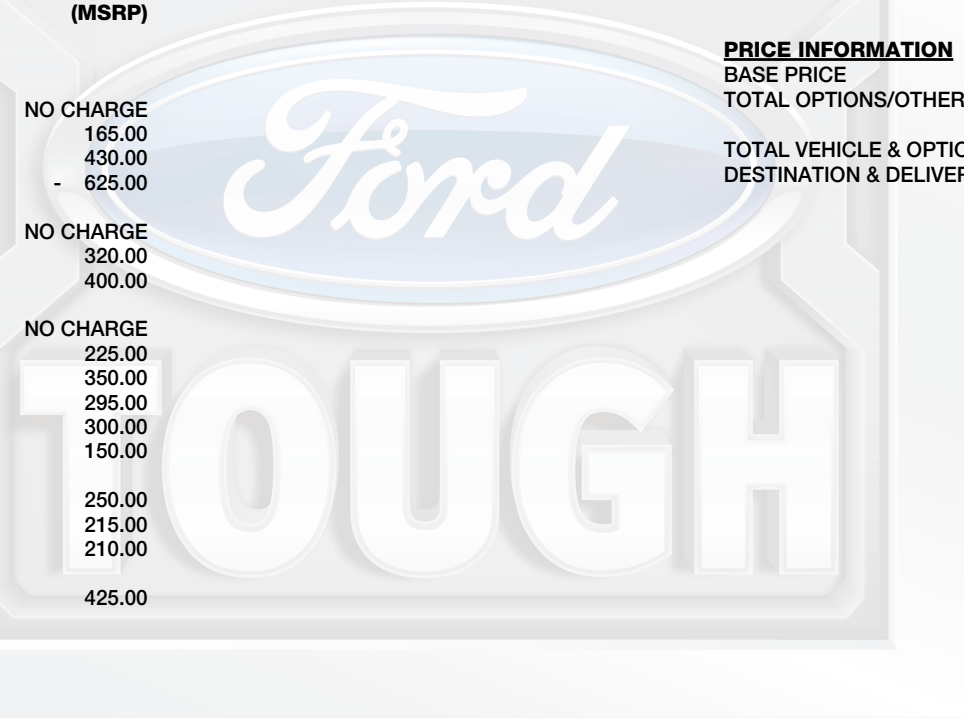 (MSRP)
NO CHARGE
165.00
430.00
- 625.00
NO CHARGE
320.00
400.00
NO CHARGE
225.00
350.00
295.00
300.00
150.00
250.00
215.00
210.00
425.00
PRICE INFORMATION
BASE PRICE
TOTAL OPTIONS/OTHER
TOTAL VEHICLE & OPTIO
DESTINATION & DELIVER
Ford
TOUGH